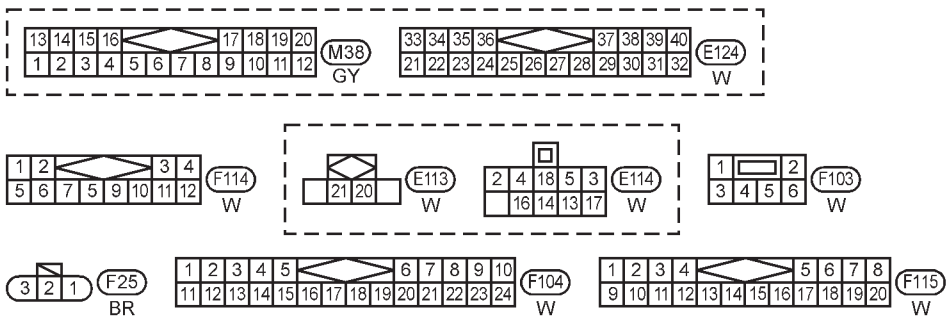 13 14 15 16 17 18 19 20 M38
1 2 3 4 5 6 7 8 9 10 11 12 GY
33 34 35 36 37 38 39 40 E124
21 22 23 24 25 26 27 28 29 30 31 32 W
1 2 3 4 F114
5 6 7 5 9 10 11 12 W
21 20 E113
W
2 4 18 5 3 E114
16 14 13 17 W
1 2 F103
3 4 5 6 W
3 2 1 F25
BR
1 2 3 4 5 6 7 8 9 10 F104
11 12 13 14 15 16 17 18 19 20 21 22 23 24 W
1 2 3 4 5 6 7 8 F115
9 10 11 12 13 14 15 16 17 18 19 20 W